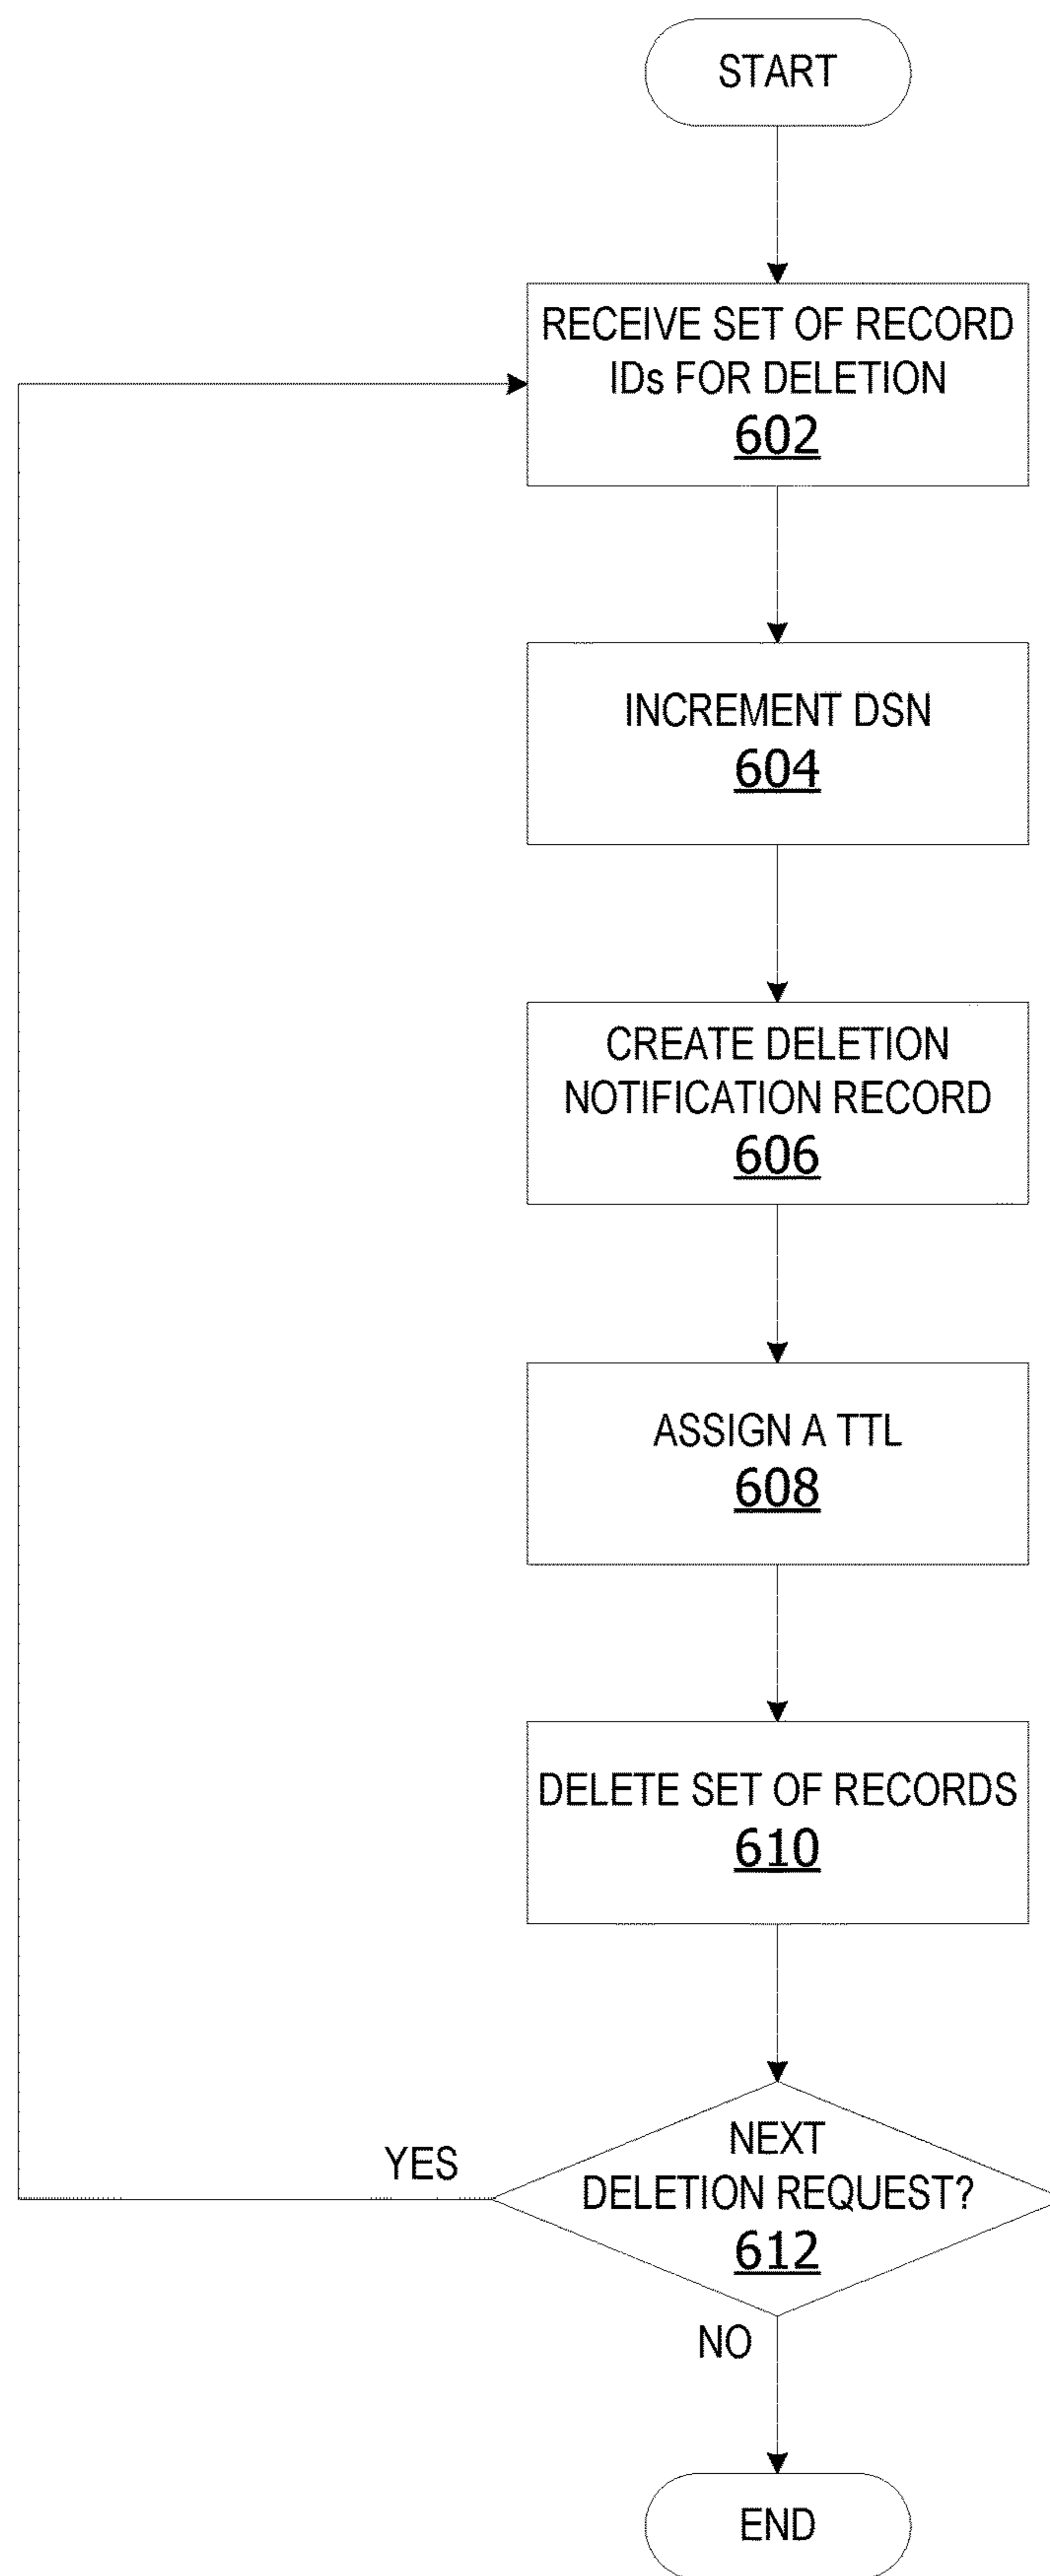 START
RECEIVE SET OF RECORD
IDs FOR DELETION
602
INCREMENT DSN
604
CREATE DELETION
NOTIFICATION RECORD
606
ASSIGN A TTL
608
DELETE SET OF RECORDS
610
NEXT
YES
DELETION REQUEST?
612
NO
END